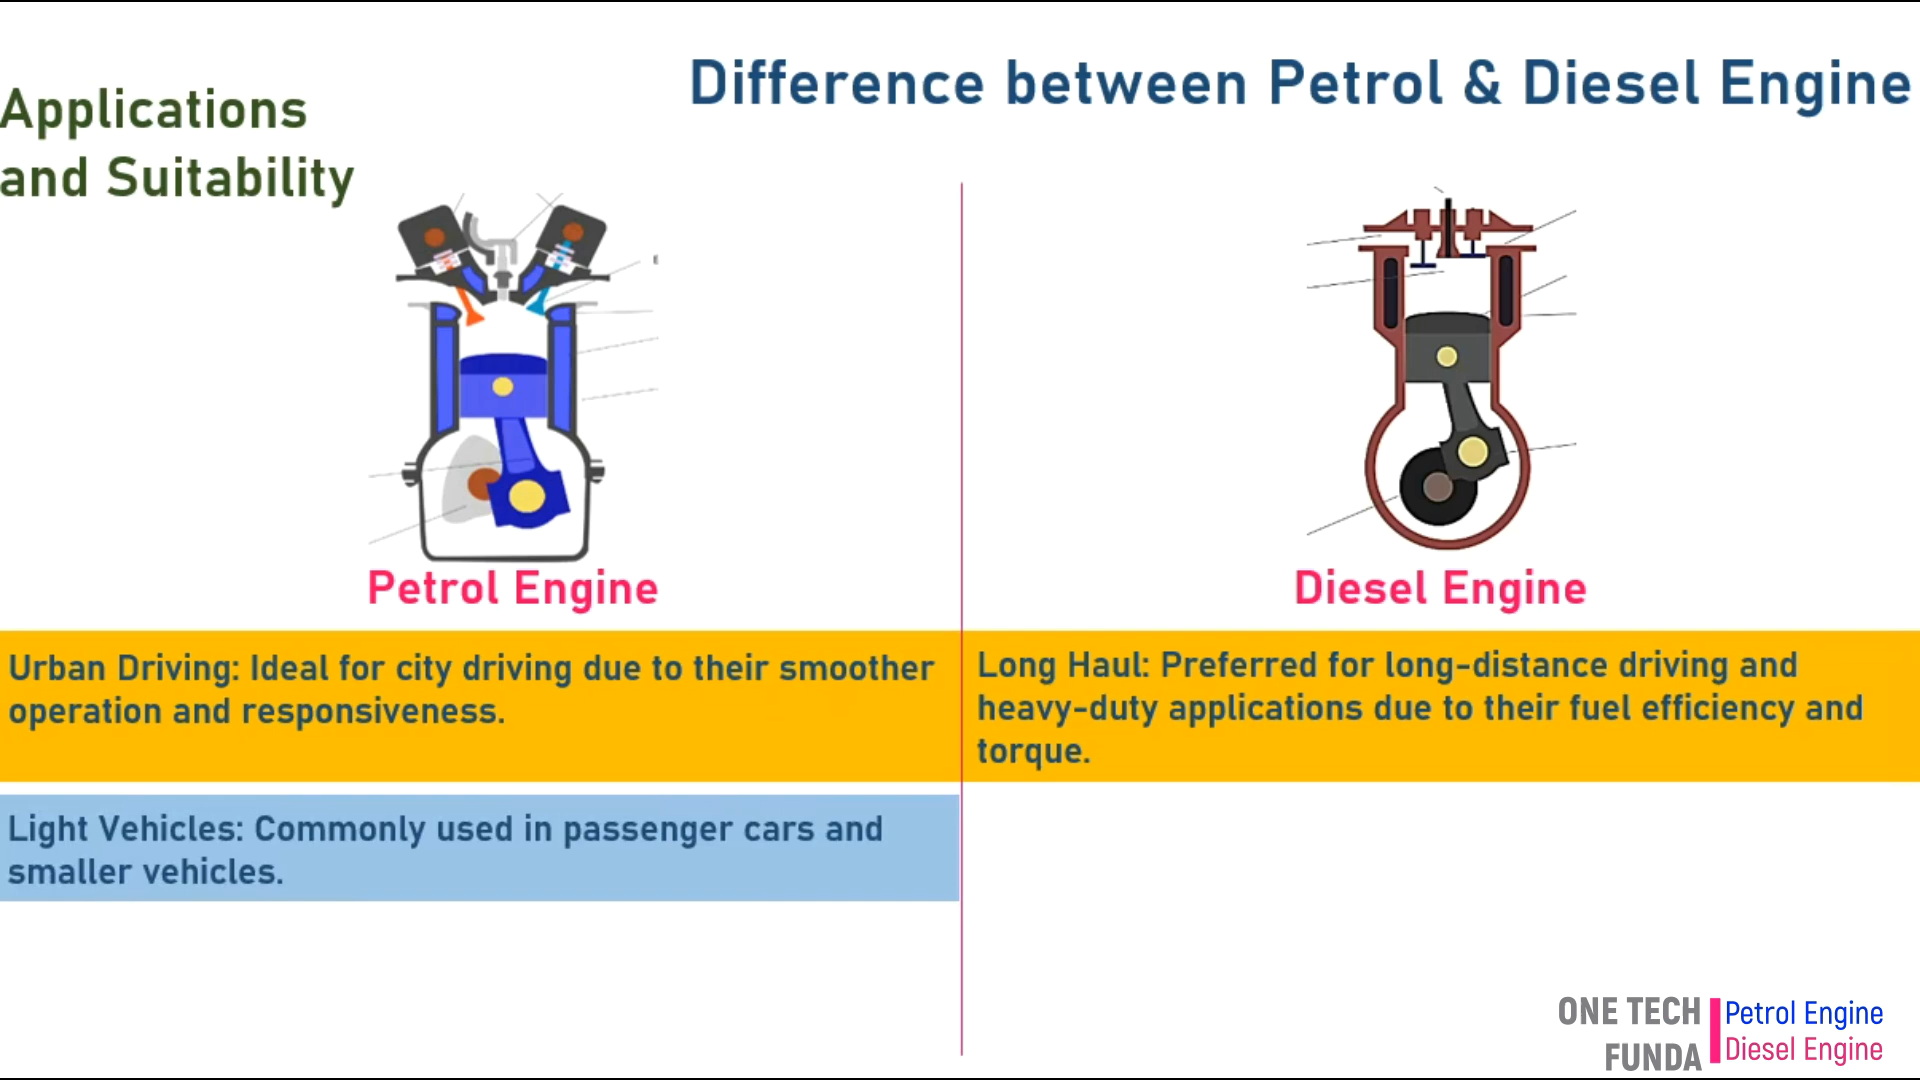 Difference between Petrol & Diesel Engine
Applications
and Suitability
Petrol Engine
Diesel Engine
Urban Driving: Ideal for city driving due to their smoother
operation and responsiveness.
Long Haul: Preferred for long-distance driving and
heavy-duty applications due to their fuel efficiency and
torque.
Light Vehicles: Commonly used in passenger cars and
smaller vehicles.
ONE TECH
FUNDA
Petrol Engine
Diesel Engine